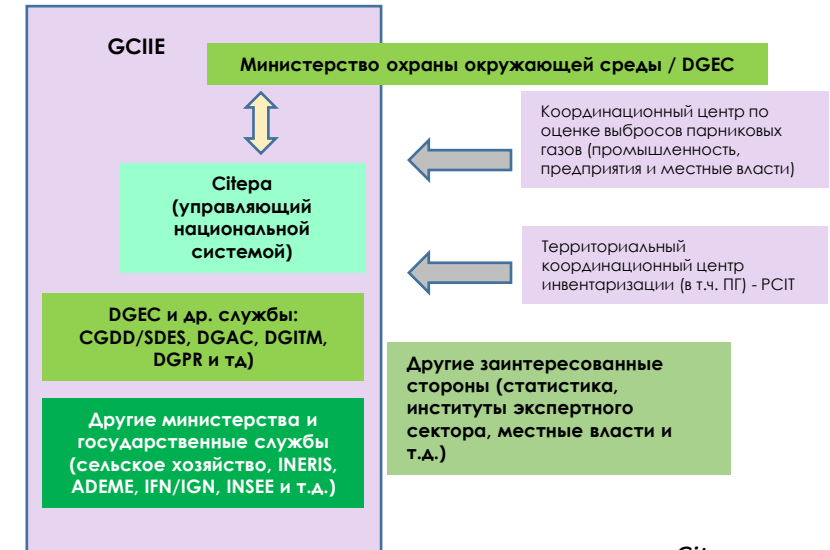 GCIIE
Министерство охраны окружающей среды / DGEC
Координационный центр по
оценке выбросов парниковых
газов (промышленность,
предприятия и местные власти)
Citepa
(управляющий
национальной
системой)
Территориальный
координационный центр
инвентаризации (в т.ч. ПГ) - PCIT
DGEC и др. службы:
CGDD/SDES, DGAC, DGITM,
DGPR и тд)
Другие заинтересованные
стороны (статистика,
институты экспертного
сектора, местные власти и
т.д.)
Другие министерства и
государственные службы
(сельское хозяйство, INERIS,
ADEME, IFN/IGN, INSEE и т.д.)